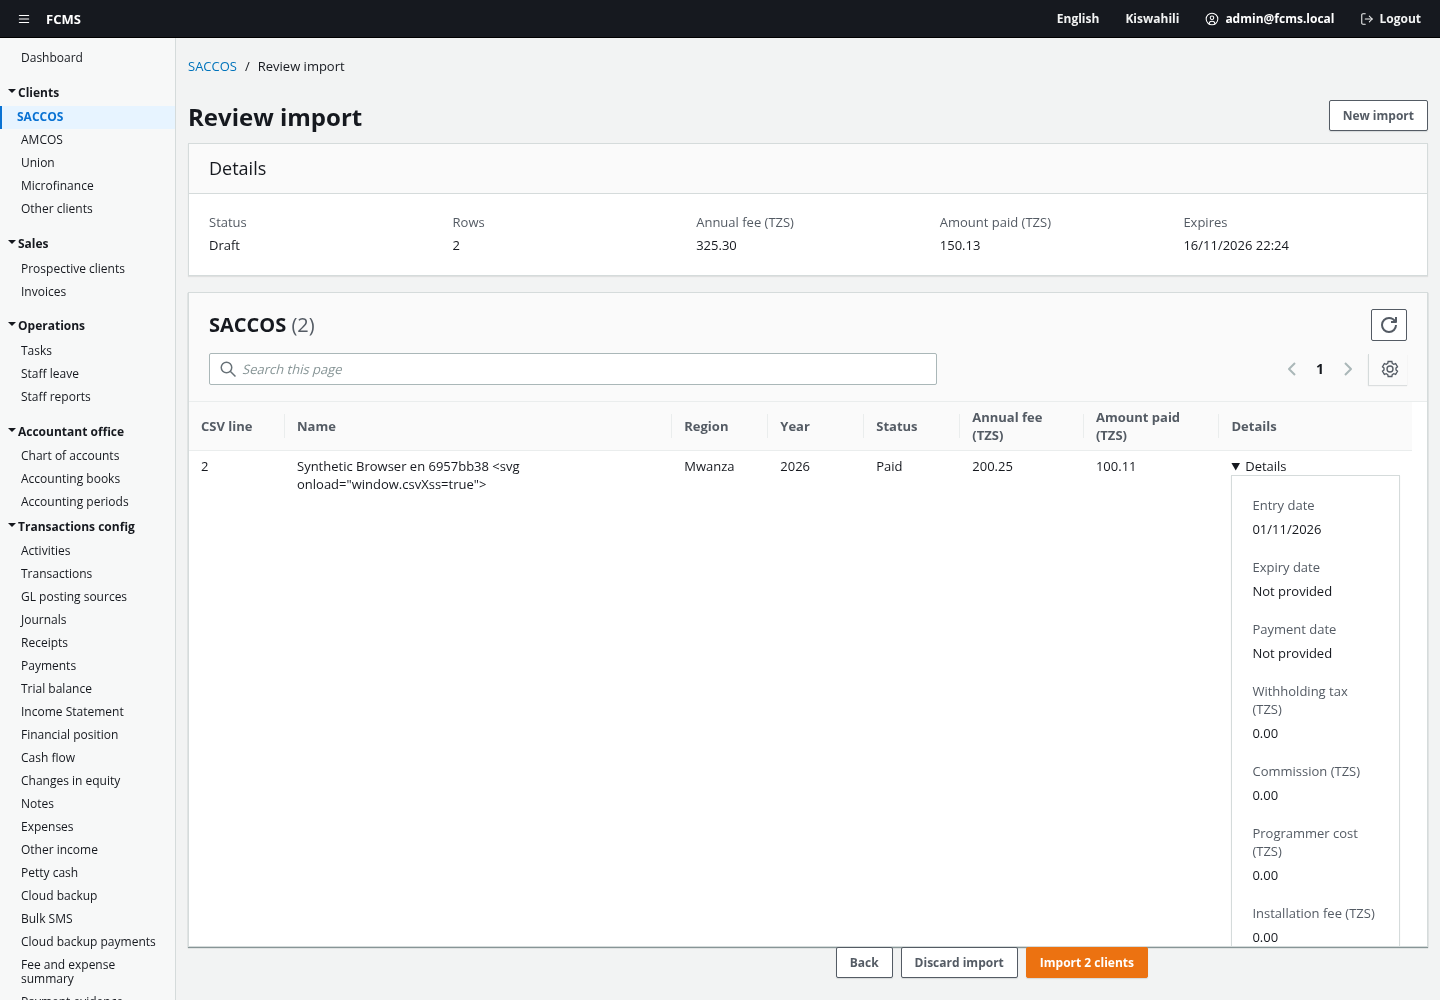 FCMS
English
Kiswahili
admin@fcms.local
Logout
Dashboard
Clients
SACCOS
AMCOS
Union
Microfinance
Other clients
Sales
Prospective clients
Invoices
Operations
Tasks
Staff leave
Staff reports
Accountant office
Chart of accounts
Accounting books
Accounting periods
Transactions config
Activities
Transactions
GL posting sources
Journals
Receipts
Payments
Trial balance
Income Statement
Financial position
Cash flow
Changes in equity
Notes
Expenses
Other income
Petty cash
Cloud backup
Bulk SMS
Cloud backup payments
Fee and expense
summary
SACCOS / Review import
Review import
New import
Details
Status
Rows
Annual fee (TZS)
Amount paid (TZS)
Expires
Draft
2
325.30
150.13
16/11/2026 22:24
SACCOS (2)
Search this page
1
CSV line
Name
Region
Year
Status
Annual fee
(TZS)
Amount paid
(TZS)
Details
2
Synthetic Browser en 6957bb38 <svg
onload="window.csvXss=true">
Mwanza
2026
Paid
200.25
100.11
Details
Entry date
01/11/2026
Expiry date
Not provided
Payment date
Not provided
Withholding tax
(TZS)
0.00
Commission (TZS)
0.00
Programmer cost
(TZS)
0.00
Installation fee (TZS)
0.00
Back
Discard import
Import 2 clients